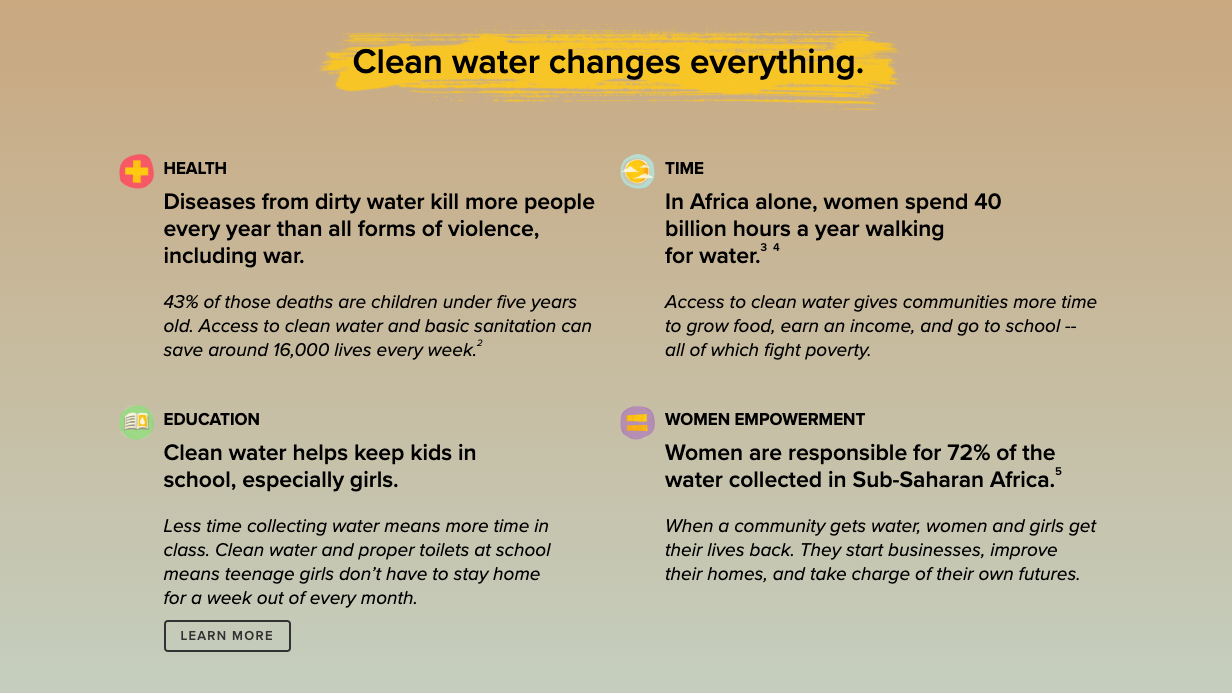 Clean water changes everything.
HEALTH
Diseases from dirty water kill more people
every year than all forms of violence,
including war.
43% of those deaths are children under five years
old. Access to clean water and basic sanitation can
save around 16,000 lives every week.²
TIME
In Africa alone, women spend 40
billion hours a year walking
for water.³ ⁴
Access to clean water gives communities more time
to grow food, earn an income, and go to school --
all of which fight poverty.
EDUCATION
Clean water helps keep kids in
school, especially girls.
Less time collecting water means more time in
class. Clean water and proper toilets at school
means teenage girls don’t have to stay home
for a week out of every month.
LEARN MORE
WOMEN EMPOWERMENT
Women are responsible for 72% of the
water collected in Sub-Saharan Africa.⁵
When a community gets water, women and girls get
their lives back. They start businesses, improve
their homes, and take charge of their own futures.